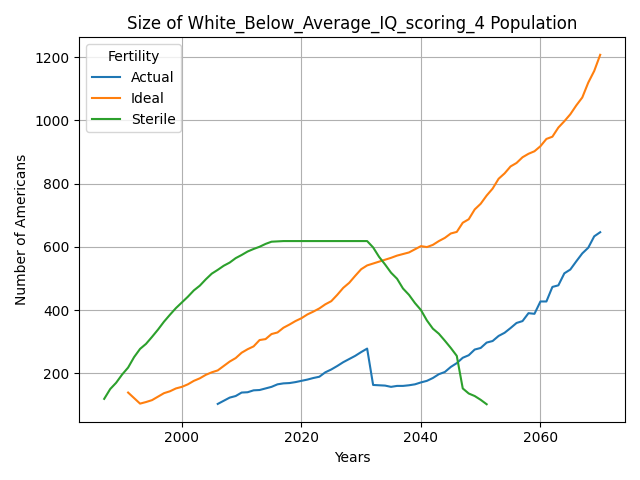 Size of White_Below_Average_IQ_scoring_4 Population
Fertility
Actual
Ideal
Sterile
Number of Americans
1200
1000
800
600
400
200
2000
2020
2040
2060
Years